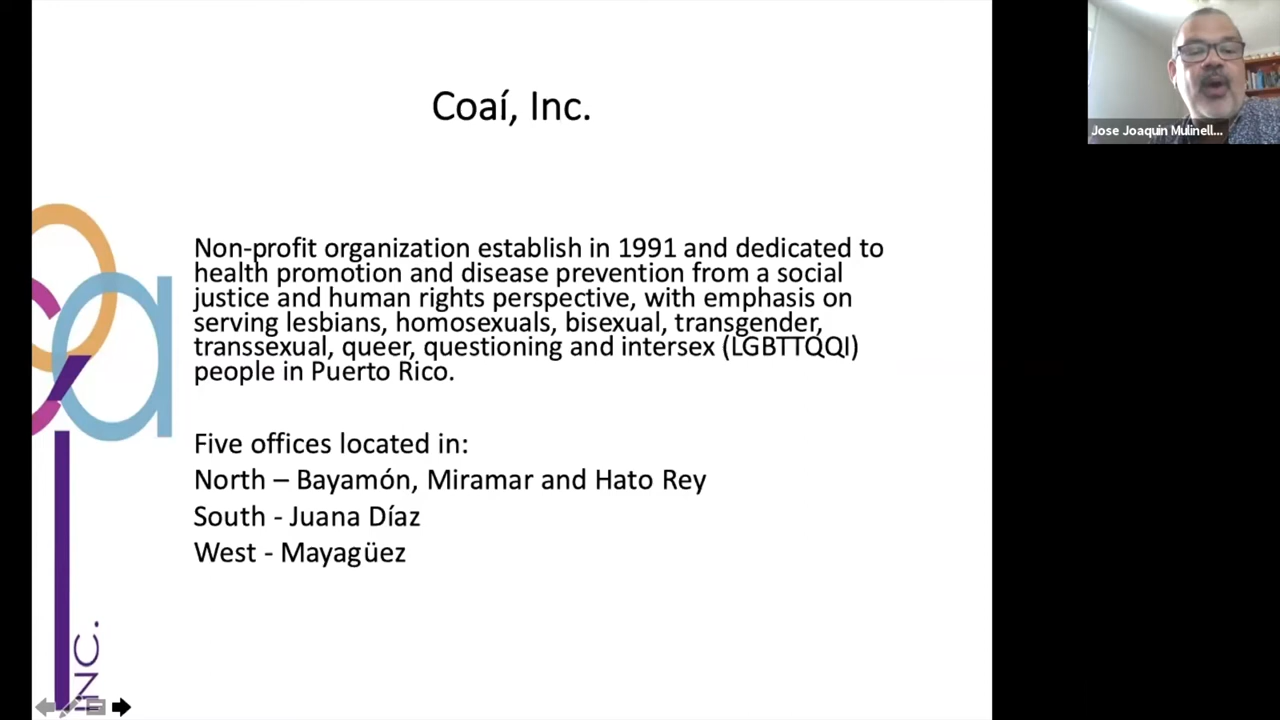 Coaí, Inc.
Jose Joaquin Mulinell...
Non-profit organization establish in 1991 and dedicated to
health promotion and disease prevention from a social
justice and human rights perspective, with emphasis on
serving lesbians, homosexuals, bisexual, transgender,
transsexual, queer, questioning and intersex (LGBTTQQI)
people in Puerto Rico.
Five offices located in:
North – Bayamón, Miramar and Hato Rey
South - Juana Díaz
West - Mayagüez
coaí
INC.